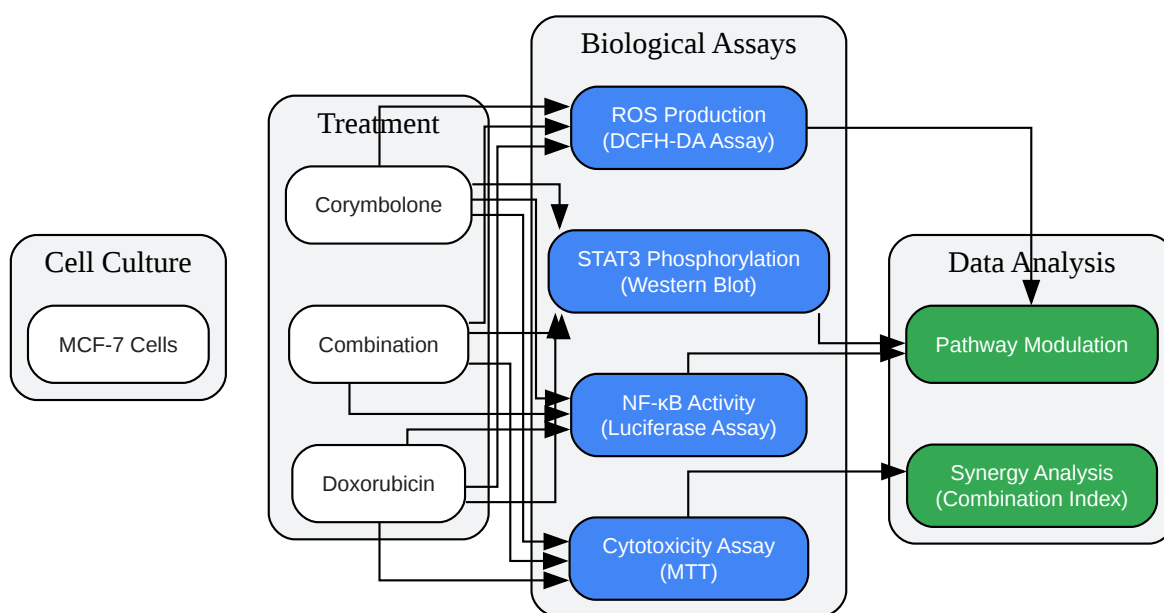 Cell Culture
MCF-7 Cells
Treatment
Corymbolone
Combination
Doxorubicin
Biological Assays
ROS Production
(DCFH-DA Assay)
STAT3 Phosphorylation
(Western Blot)
NF-κB Activity
(Luciferase Assay)
Cytotoxicity Assay
(MTT)
Data Analysis
Pathway Modulation
Synergy Analysis
(Combination Index)